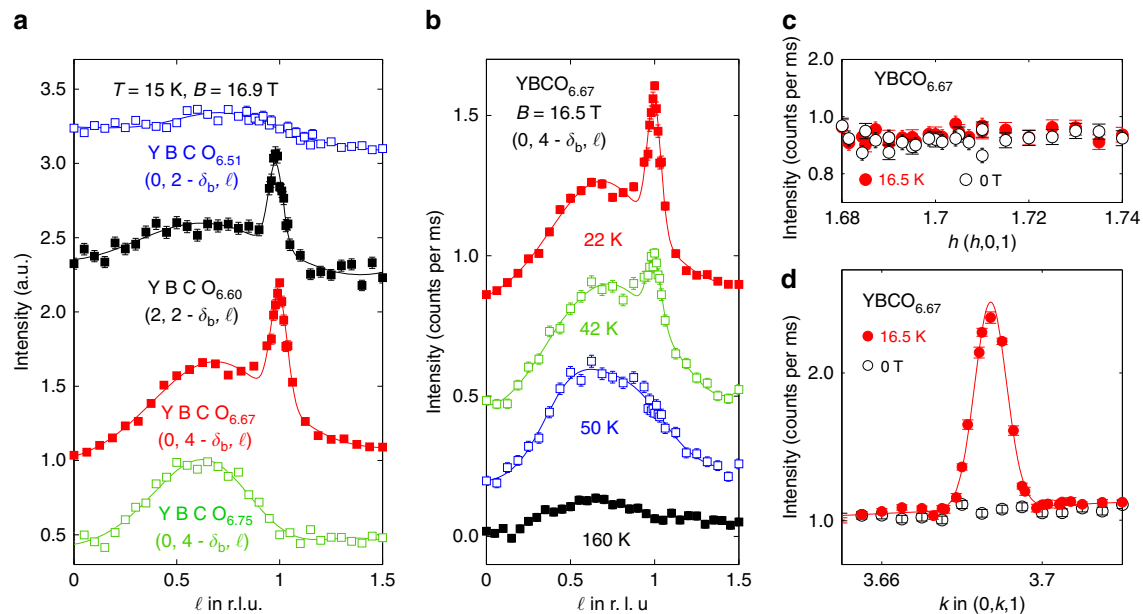 a
T = 15 K, B = 16.9 T
Y B C O6.51
(0, 2 - δb, ℓ)
Y B C O6.60
(2, 2 - δb, ℓ)
Y B C O6.67
(0, 4 - δb, ℓ)
Y B C O6.75
(0, 4 - δb, ℓ)
Intensity (a.u.)
3.5
3.0
2.5
2.0
1.5
1.0
0.5
0
0.5
1
1.5
ℓ in r.l.u.
b
YBCO6.67
B = 16.5 T
(0, 4 - δb, ℓ)
22 K
42 K
50 K
160 K
Intensity (counts per ms)
1.5
1.0
0.5
0.0
0
0.5
1
1.5
ℓ in r. l. u
c
YBCO6.67
16.5 K
0 T
Intensity (counts per ms)
2.0
1.0
0.8
1.68
1.7
1.72
1.74
h (h,0,1)
d
YBCO6.67
16.5 K
0 T
Intensity (counts per ms)
2.0
1.0
3.66
3.7
k in (0,k,1)